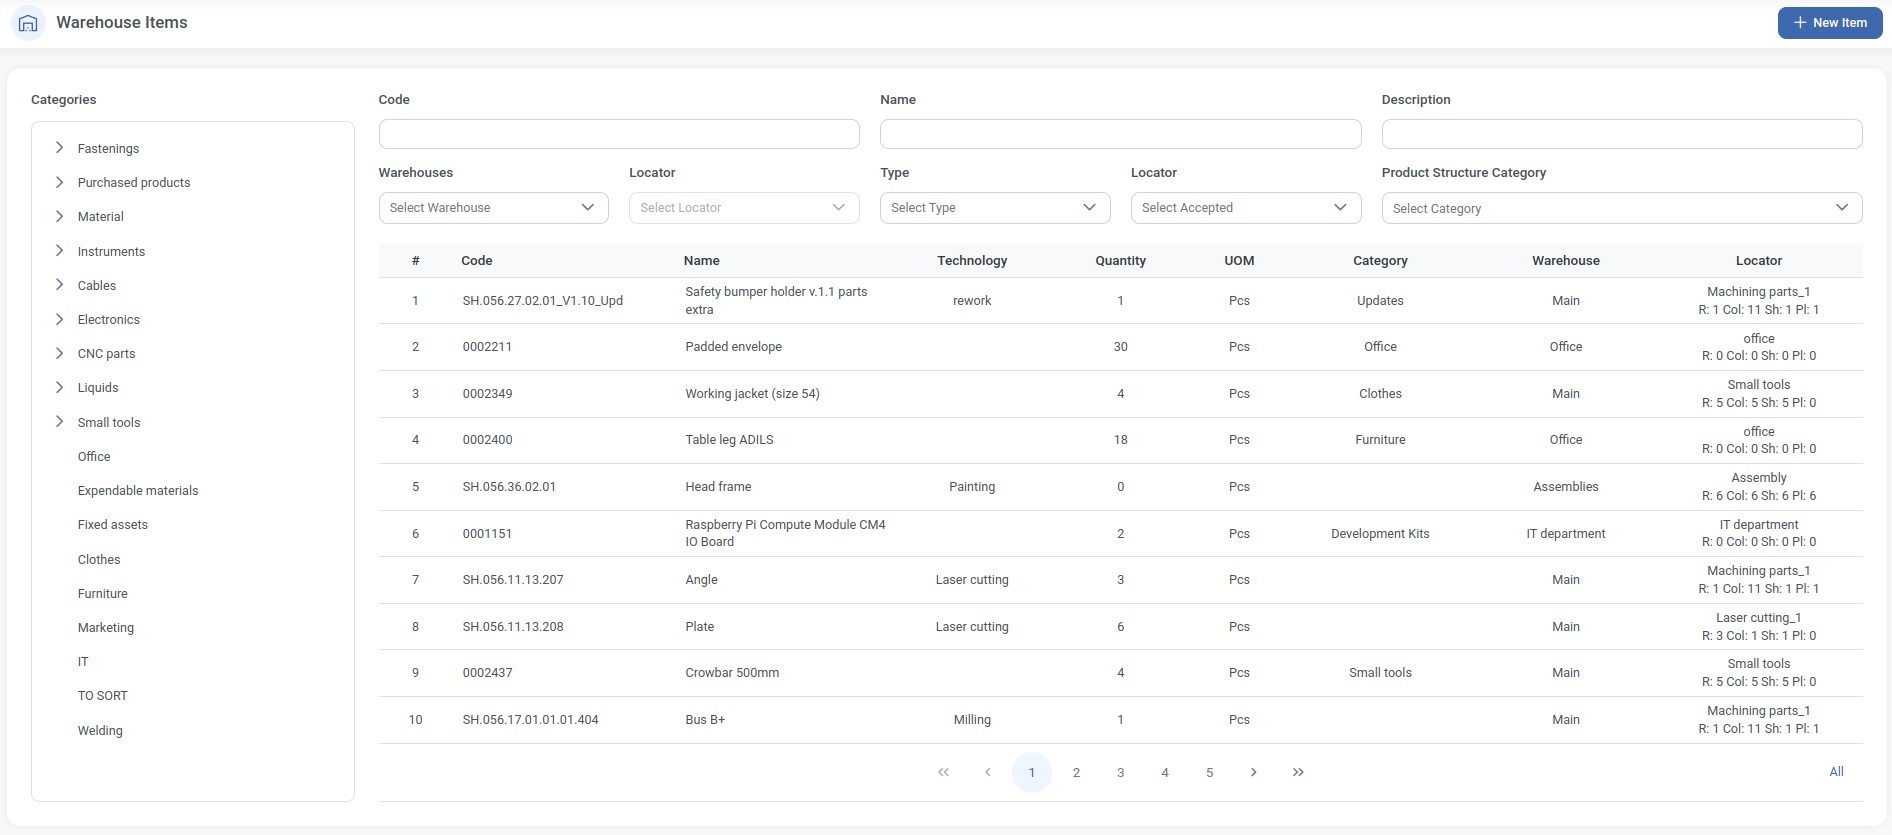 Warehouse Items
New Item
Categories
Fastenings
Purchased products
Material
Instruments
Cables
Electronics
CNC parts
Liquids
Small tools
Office
Expendable materials
Fixed assets
Clothes
Furniture
Marketing
IT
TO SORT
Welding
Code Name Description
Warehouses Locator Type Locator Product Structure Category
Select Warehouse Select Locator Select Type Select Accepted Select Category
# Code Name Technology Quantity UOM Category Warehouse Locator
1 SH.056.27.02.01_V1.10_Upd Safety bumper holder v.1.1 parts extra rework 1 Pcs Updates Main Machining parts_1
R: 1 Col: 11 Sh: 1 Pl: 1
2 0002211 Padded envelope 30 Pcs Office Office office
R: 0 Col: 0 Sh: 0 Pl: 0
3 0002349 Working jacket (size 54) 4 Pcs Clothes Main Small tools
R: 5 Col: 5 Sh: 5 Pl: 0
4 0002400 Table leg ADILS 18 Pcs Furniture Office office
R: 0 Col: 0 Sh: 0 Pl: 0
5 SH.056.36.02.01 Head frame Painting 0 Pcs Assemblies Assembly
R: 6 Col: 6 Sh: 6 Pl: 6
6 0001151 Raspberry Pi Compute Module CM4 IO Board 2 Pcs Development Kits IT department IT department
R: 0 Col: 0 Sh: 0 Pl: 0
7 SH.056.11.13.207 Angle Laser cutting 3 Pcs Main Machining parts_1
R: 1 Col: 11 Sh: 1 Pl: 1
8 SH.056.11.13.208 Plate Laser cutting 6 Pcs Main Laser cutting_1
R: 3 Col: 1 Sh: 1 Pl: 0
9 0002437 Crowbar 500mm 4 Pcs Small tools Main Small tools
R: 5 Col: 5 Sh: 5 Pl: 0
10 SH.056.17.01.01.01.404 Bus B+ Milling 1 Pcs Main Machining parts_1
R: 1 Col: 11 Sh: 1 Pl: 1
1 2 3 4 5 All